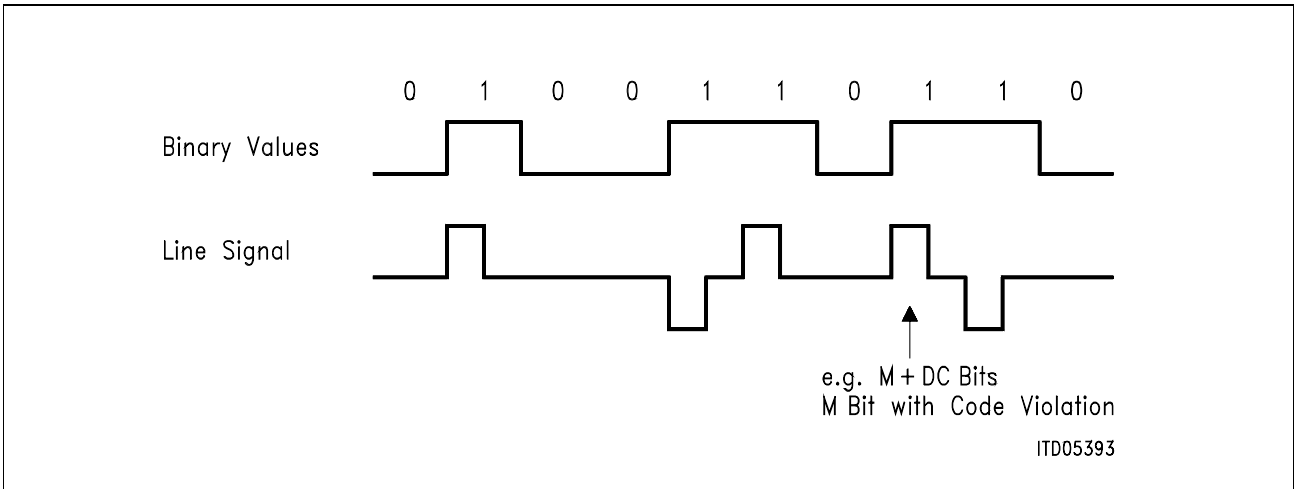 0 1 0 0 1 1 0 1 1 0
Binary Values
Line Signal
e.g. M + DC Bits
M Bit with Code Violation
ITD05393